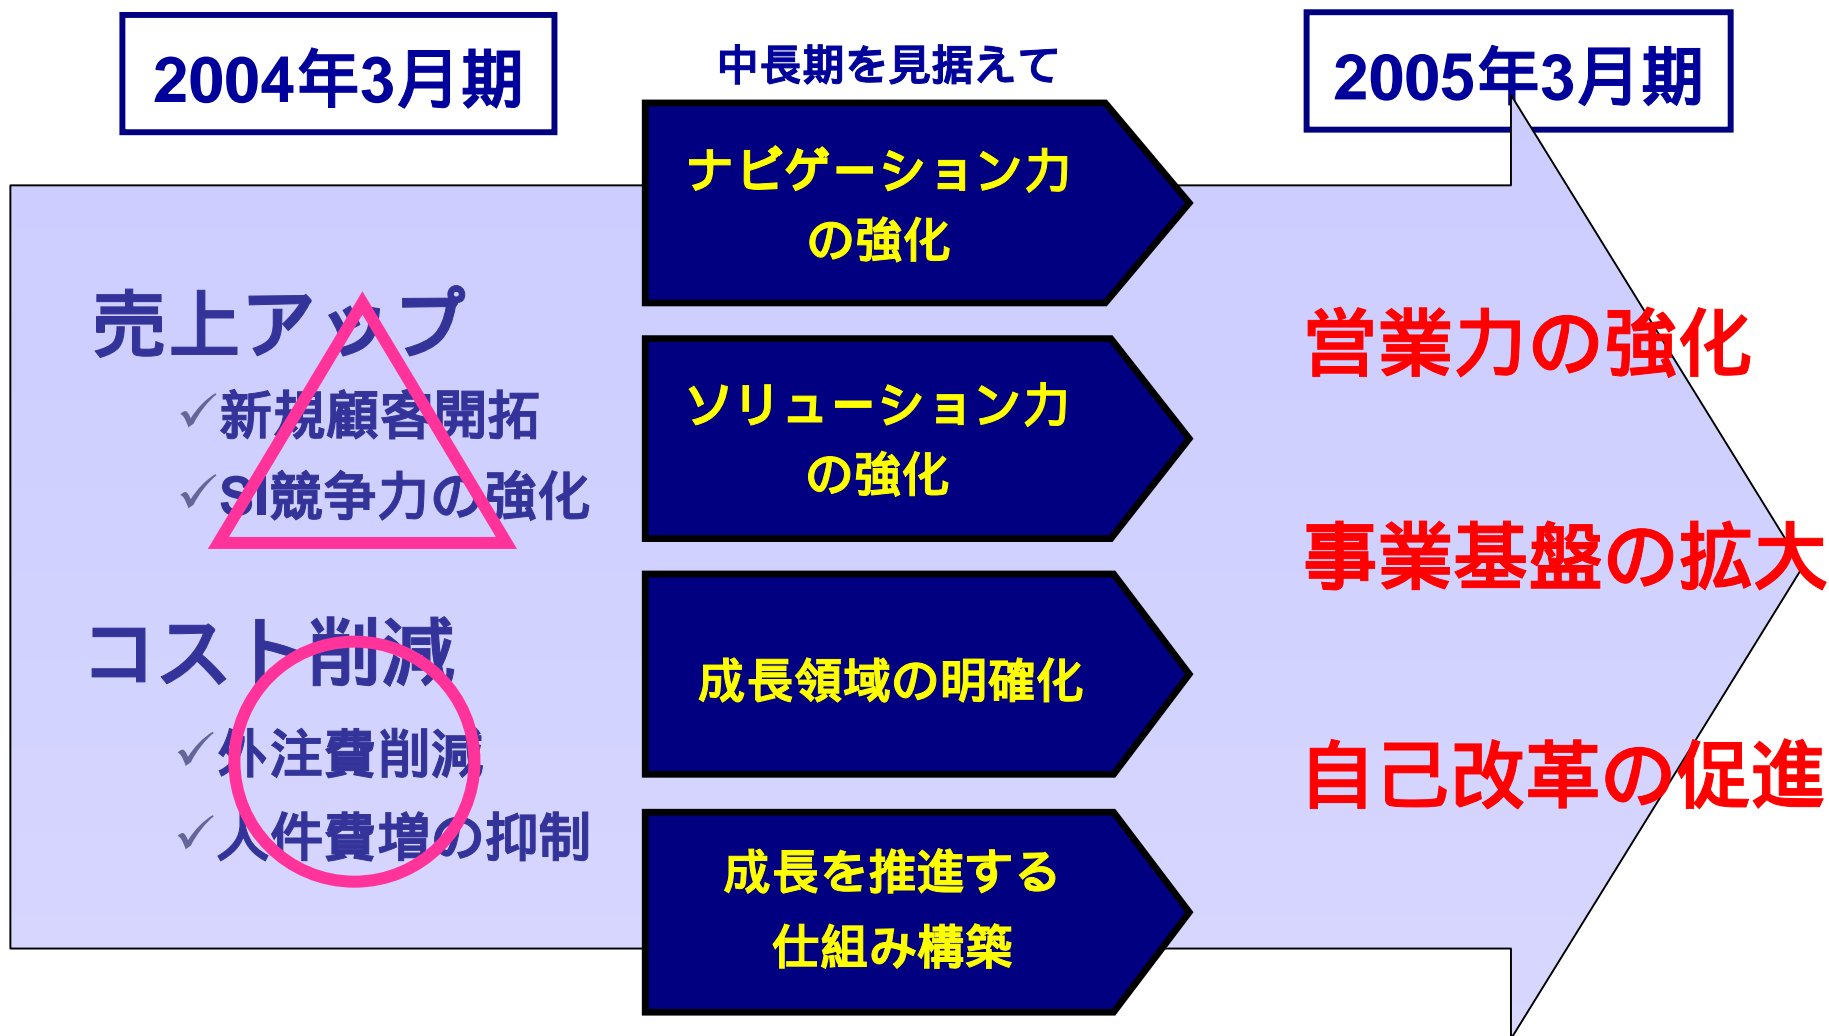 2004年3月期
売上アップ
✓新規顧客開拓
✓SI競争力の強化
コスト削減
✓外注費削減
✓人件費増の抑制
中長期を見据えて
ナビゲーション力
の強化
ソリューション力
の強化
成長領域の明確化
成長を推進する
仕組み構築
2005年3月期
営業力の強化
事業基盤の拡大
自己改革の促進